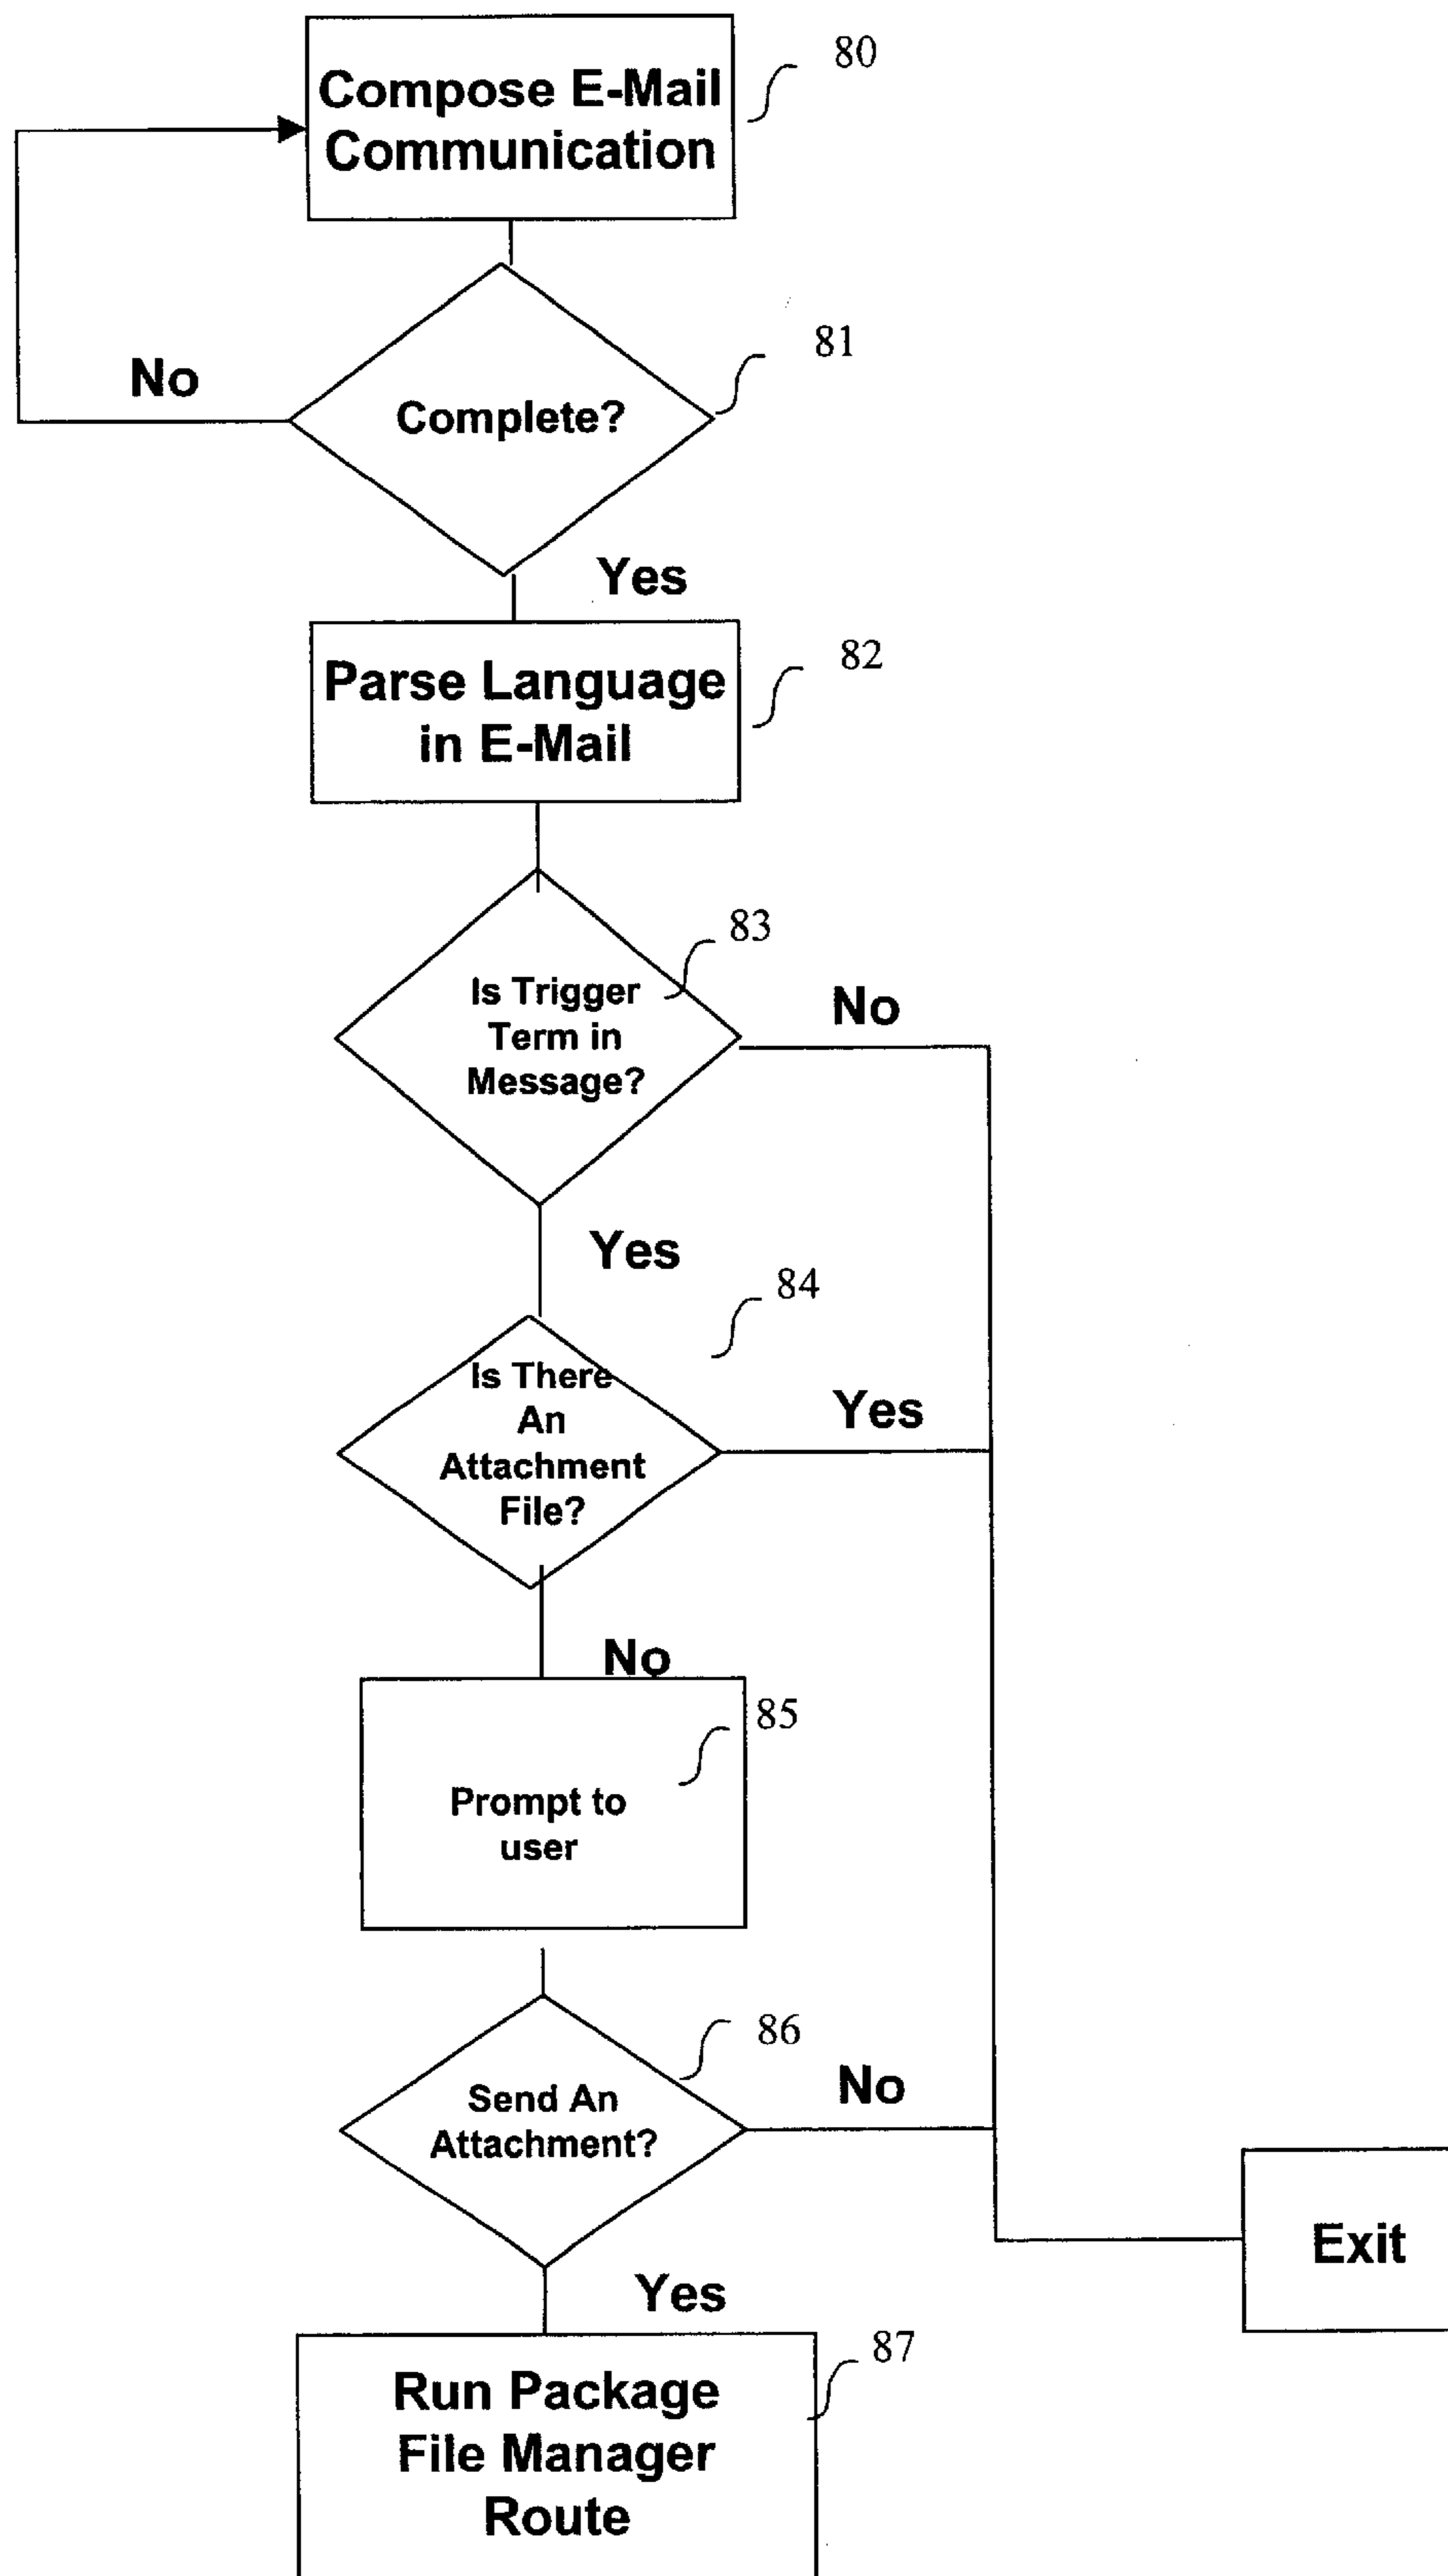 Compose E-Mail
Communication
80
No
Complete?
81
Yes
Parse Language
in E-Mail
82
Is Trigger
Term in
Message?
83
No
Yes
84
Is There
An
Attachment
File?
Yes
No
85
Prompt to
user
86
Send An
Attachment?
No
Exit
Yes
Run Package
File Manager
Route
87